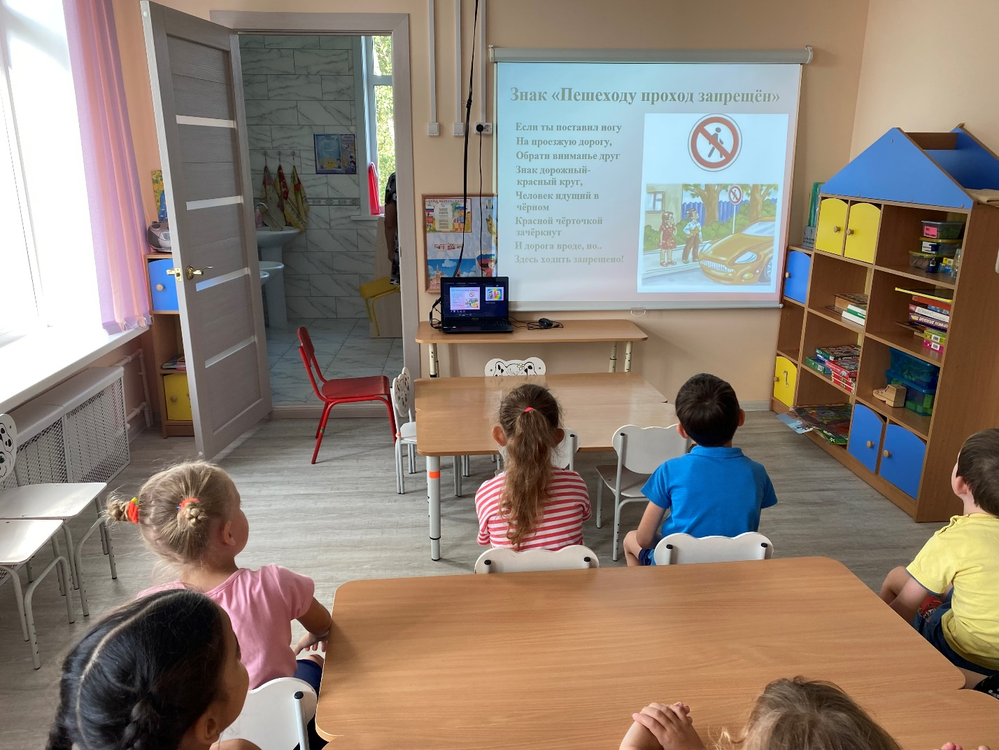 Знак «Пешеходу проход запрещён»
Если ты поставил ногу
На проезжую дорогу,
Обрати вниманье друг
Знак дорожный-
красный круг,
Человек идущий в
чёрном
Красной чёрточкой
зачёркнут
И дорога вроде, но..
Здесь ходить запрещено!